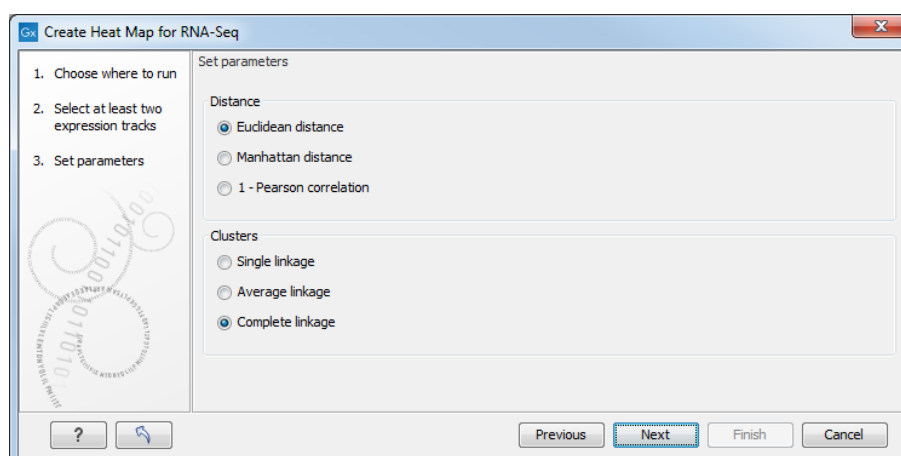 Gx Create Heat Map for RNA-Seq
1. Choose where to run
2. Select at least two
expression tracks
3. Set parameters
Set parameters
Distance
Euclidean distance
Manhattan distance
1 - Pearson correlation
Clusters
Single linkage
Average linkage
Complete linkage
?
Previous
Next
Finish
Cancel